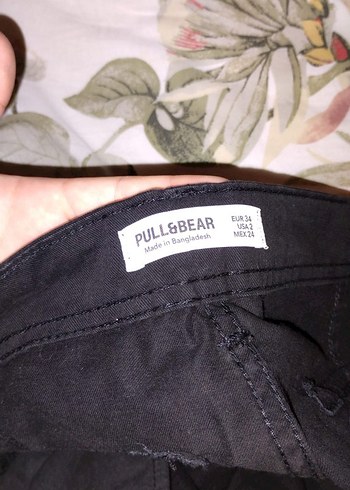 PULL&BEAR
Made in Bangladesh
EUR 34
USA 2
MEX 24